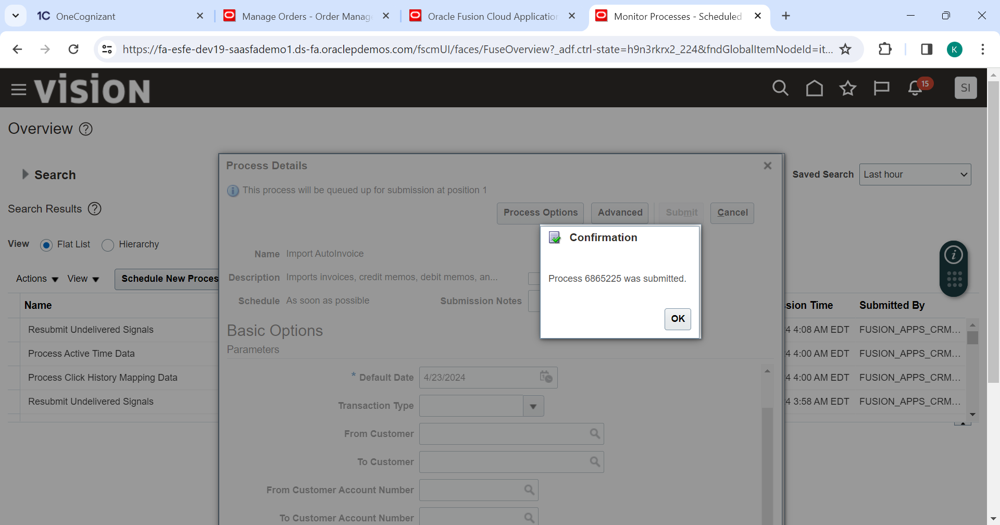 OneCognizant
Manage Orders - Order Manag
Oracle Fusion Cloud Application
Monitor Processes - Scheduled
https://fa-esfe-dev19-saasfademo1.ds-fa.oraclepdemos.com/fscmUI/faces/FuseOverview?_adf.ctrl-state=h9n3rkrx2_224&fndGlobalItemNodeId=it...
K
VISION
15
SI
Overview
Process Details
Search
Saved Search Last hour
This process will be queued up for submission at position 1
Search Results
Process Options Advanced Submit Cancel
Confirmation
View Flat List Hierarchy
Name Import AutoInvoice
Actions View Schedule New Proces
Description Imports invoices, credit memos, debit memos, an...
Process 6865225 was submitted.
Schedule As soon as possible Submission Notes
Name
sion Time Submitted By
OK
Resubmit Undelivered Signals
4 4:08 AM EDT FUSION_APPS_CRM...
Basic Options
Parameters
Process Active Time Data
4 4:00 AM EDT FUSION_APPS_CRM...
Process Click History Mapping Data
* Default Date 4/23/2024
4 4:00 AM EDT FUSION_APPS_CRM...
Resubmit Undelivered Signals
Transaction Type
4 3:58 AM EDT FUSION_APPS_CRM...
From Customer
To Customer
From Customer Account Number
To Customer Account Number